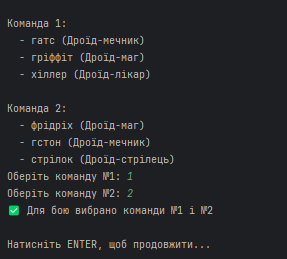 Команда 1:
- гатс (Дроїд-мечник)
- гріффіт (Дроїд-маг)
- хіллер (Дроїд-лікар)
Команда 2:
- фрідріх (Дроїд-маг)
- гстон (Дроїд-мечник)
- стрілок (Дроїд-стрілець)
Оберіть команду №1: 1
Оберіть команду №2: 2
✅ Для бою вибрано команди №1 і №2
Натисніть ENTER, щоб продовжити...